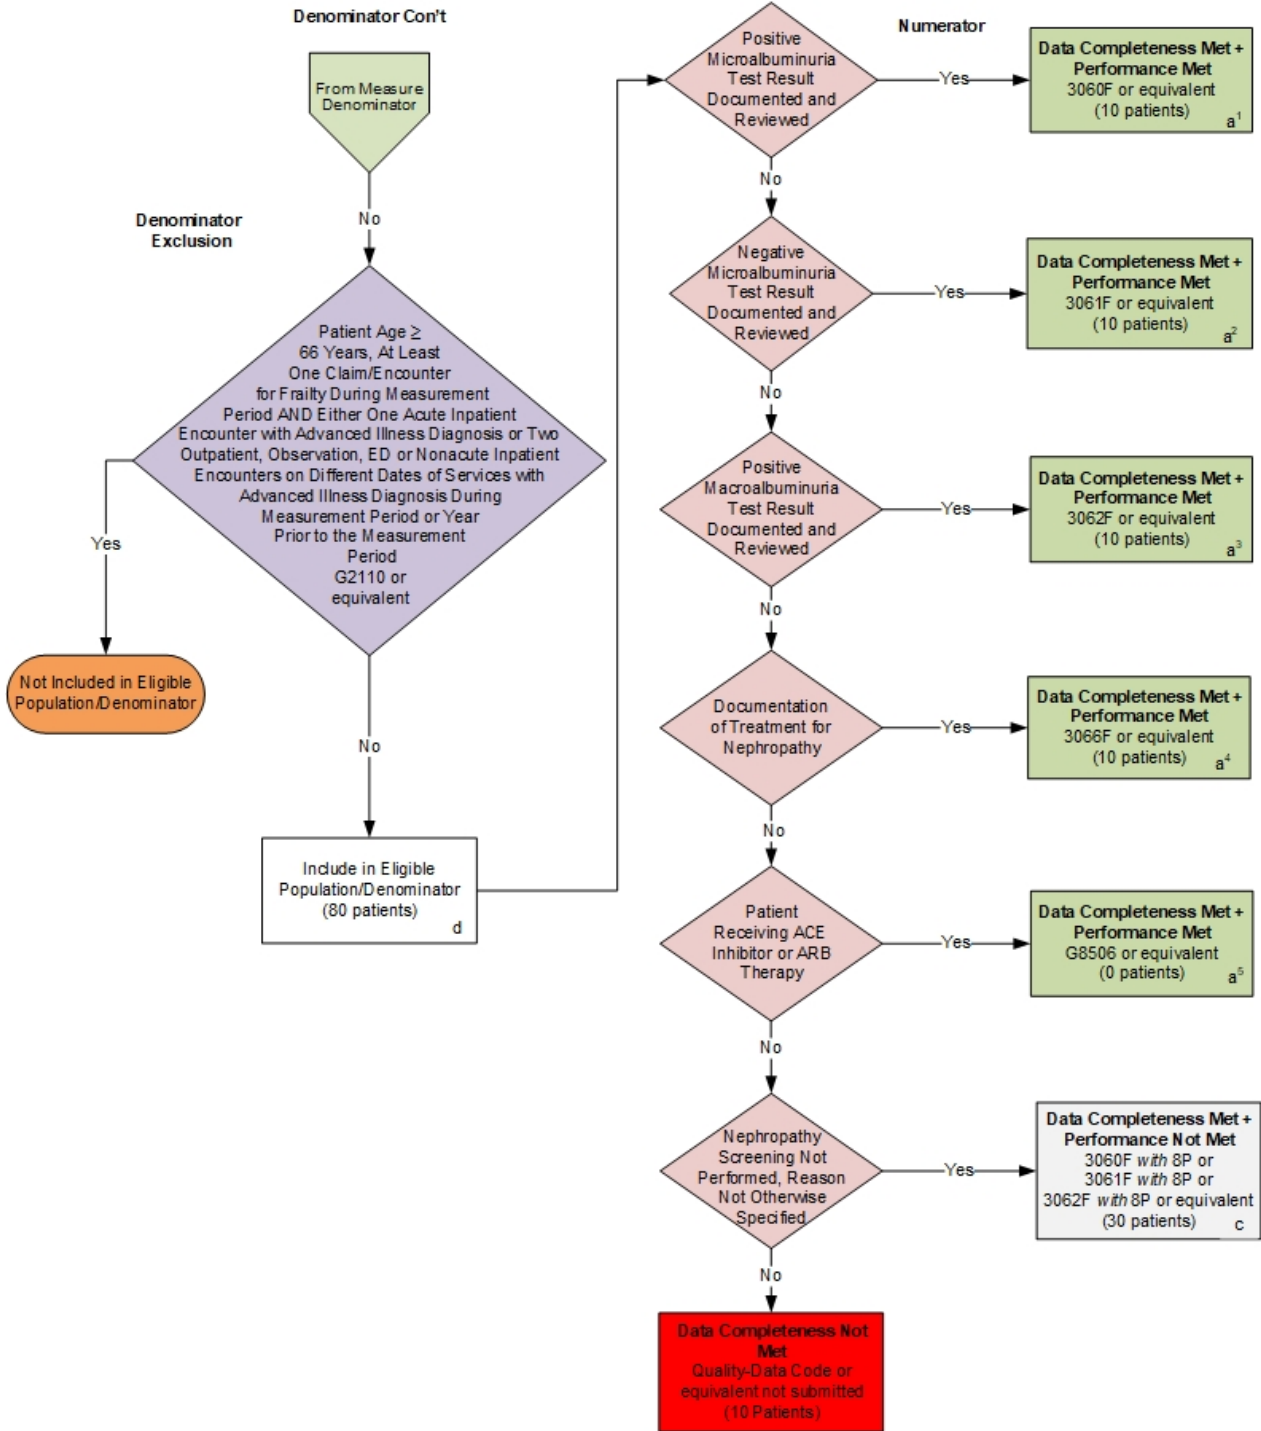 Denominator Con't
From Measure
Denominator
No
Denominator
Exclusion
Patient Age ≥
66 Years, At Least
One Claim/Encounter
for Frailty During Measurement
Period AND Either One Acute Inpatient
Encounter with Advanced Illness Diagnosis or Two
Outpatient, Observation, ED or Nonacute Inpatient
Encounters on Different Dates of Services with
Advanced Illness Diagnosis During
Measurement Period or Year
Prior to the Measurement
Period
G2110 or
equivalent
Yes
Not Included in Eligible
Population/Denominator
No
Include in Eligible
Population/Denominator
(80 patients)
d
Numerator
Positive
Microalbuminuria
Test Result
Documented and
Reviewed
Yes
Data Completeness Met +
Performance Met
3060F or equivalent
(10 patients)
a¹
No
Negative
Microalbuminuria
Test Result
Documented and
Reviewed
Yes
Data Completeness Met +
Performance Met
3061F or equivalent
(10 patients)
a²
No
Positive
Macroalbuminuria
Test Result
Documented and
Reviewed
Yes
Data Completeness Met +
Performance Met
3062F or equivalent
(10 patients)
a³
No
Documentation
of Treatment for
Nephropathy
Yes
Data Completeness Met +
Performance Met
3066F or equivalent
(10 patients)
a⁴
No
Patient
Receiving ACE
Inhibitor or ARB
Therapy
Yes
Data Completeness Met +
Performance Met
G8506 or equivalent
(0 patients)
a⁵
No
Nephropathy
Screening Not
Performed, Reason
Not Otherwise
Specified
Yes
Data Completeness Met +
Performance Not Met
3060F with 8P or
3061F with 8P or
3062F with 8P or equivalent
(30 patients)
c
No
Data Completeness Not
Met
Quality-Data Code or
equivalent not submitted
(10 Patients)